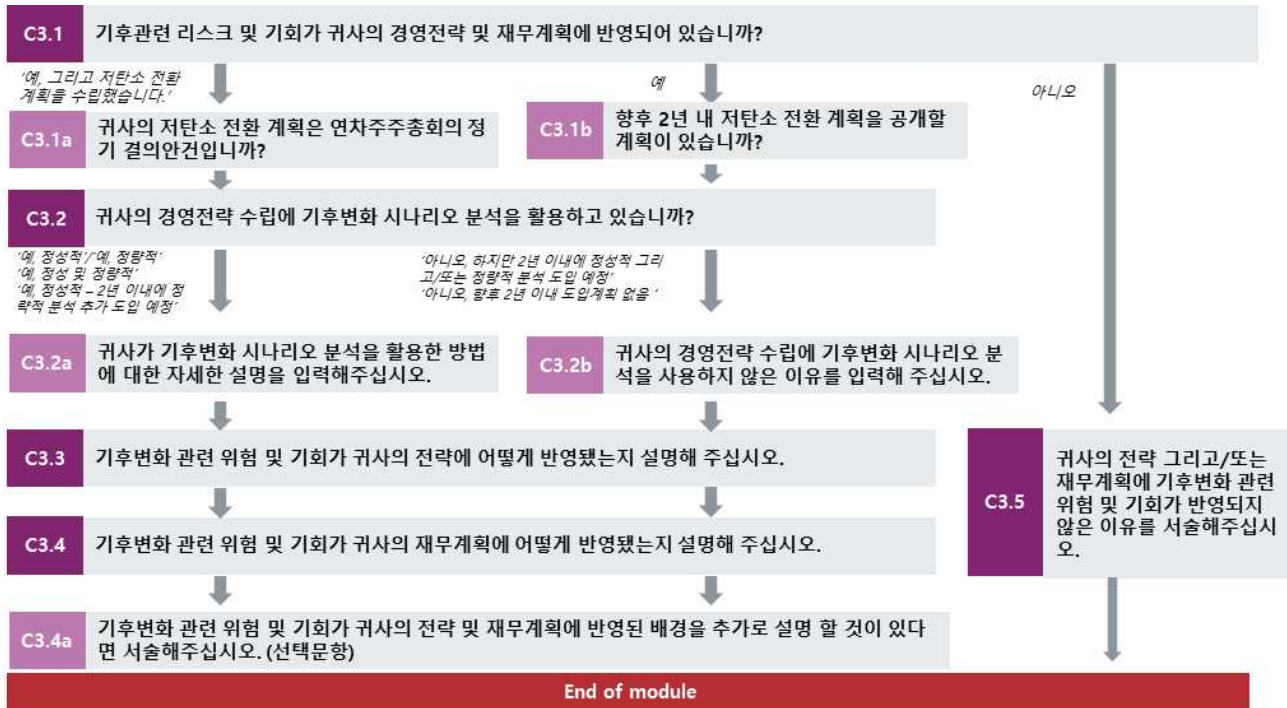 C3.1 기후관련 리스크 및 기회가 귀사의 경영전략 및 재무계획에 반영되어 있습니까?
'예, 그리고 저탄소 전환
계획을 수립했습니다.'
예
아니오
C3.1a 귀사의 저탄소 전환 계획은 연차주주총회의 정
기 결의안건입니까?
C3.1b 향후 2년 내 저탄소 전환 계획을 공개할
계획이 있습니까?
C3.2 귀사의 경영전략 수립에 기후변화 시나리오 분석을 활용하고 있습니까?
'예, 정성적'/'예, 정량적'
'예, 정성 및 정량적'
'예, 정성적 – 2년 이내에 정
략적 분석 추가 도입 예정'
'아니오, 하지만 2년 이내에 정성적 그리
고/또는 정량적 분석 도입 예정'
'아니오, 향후 2년 이내 도입계획 없음 '
C3.2a 귀사가 기후변화 시나리오 분석을 활용한 방법
에 대한 자세한 설명을 입력해주십시오.
C3.2b 귀사의 경영전략 수립에 기후변화 시나리오 분
석을 사용하지 않은 이유를 입력해 주십시오.
C3.3 기후변화 관련 위험 및 기회가 귀사의 전략에 어떻게 반영됐는지 설명해 주십시오.
C3.4 기후변화 관련 위험 및 기회가 귀사의 재무계획에 어떻게 반영됐는지 설명해 주십시오.
C3.5 귀사의 전략 그리고/또는
재무계획에 기후변화 관련
위험 및 기회가 반영되지
않은 이유를 서술해주십시
오.
C3.4a 기후변화 관련 위험 및 기회가 귀사의 전략 및 재무계획에 반영된 배경을 추가로 설명 할 것이 있다
면 서술해주십시오. (선택문항)
End of module